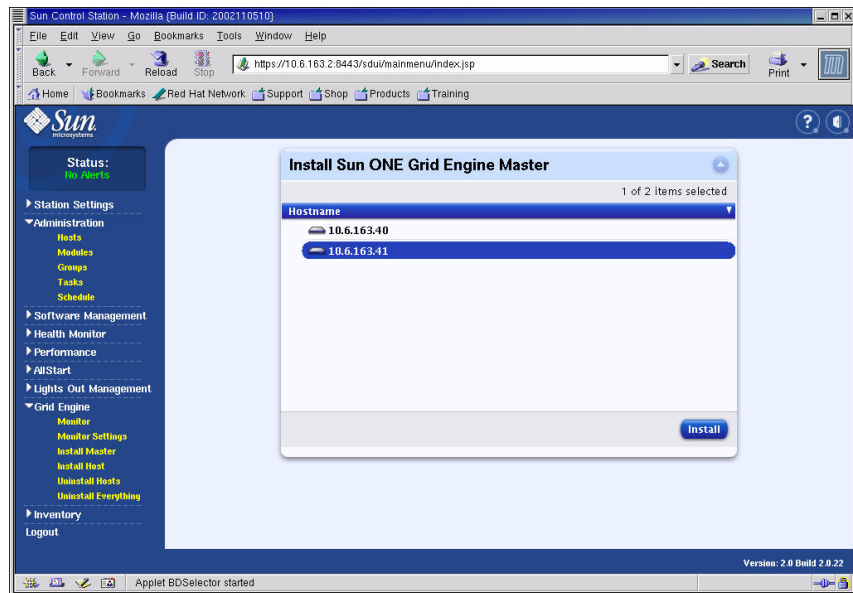 Sun Control Station - Mozilla {Build ID: 2002110510}
File Edit View Go Bookmarks Tools Window Help
Back Forward Reload Stop https://10.6.163.2:8443/sdui/mainmenu/index.jsp Search Print
Home Bookmarks Red Hat Network Support Shop Products Training
Sun
microsystems
?
Status:
No Alerts
Station Settings
Administration
Hosts
Modules
Groups
Tasks
Schedule
Software Management
Health Monitor
Performance
AllStart
Lights Out Management
Grid Engine
Monitor
Monitor Settings
Install Master
Install Host
Uninstall Hosts
Uninstall Everything
Inventory
Logout
Install Sun ONE Grid Engine Master
1 of 2 items selected
Hostname
10.6.163.40
10.6.163.41
Install
Version: 2.0 Build 2.0.22
Applet BDSelector started